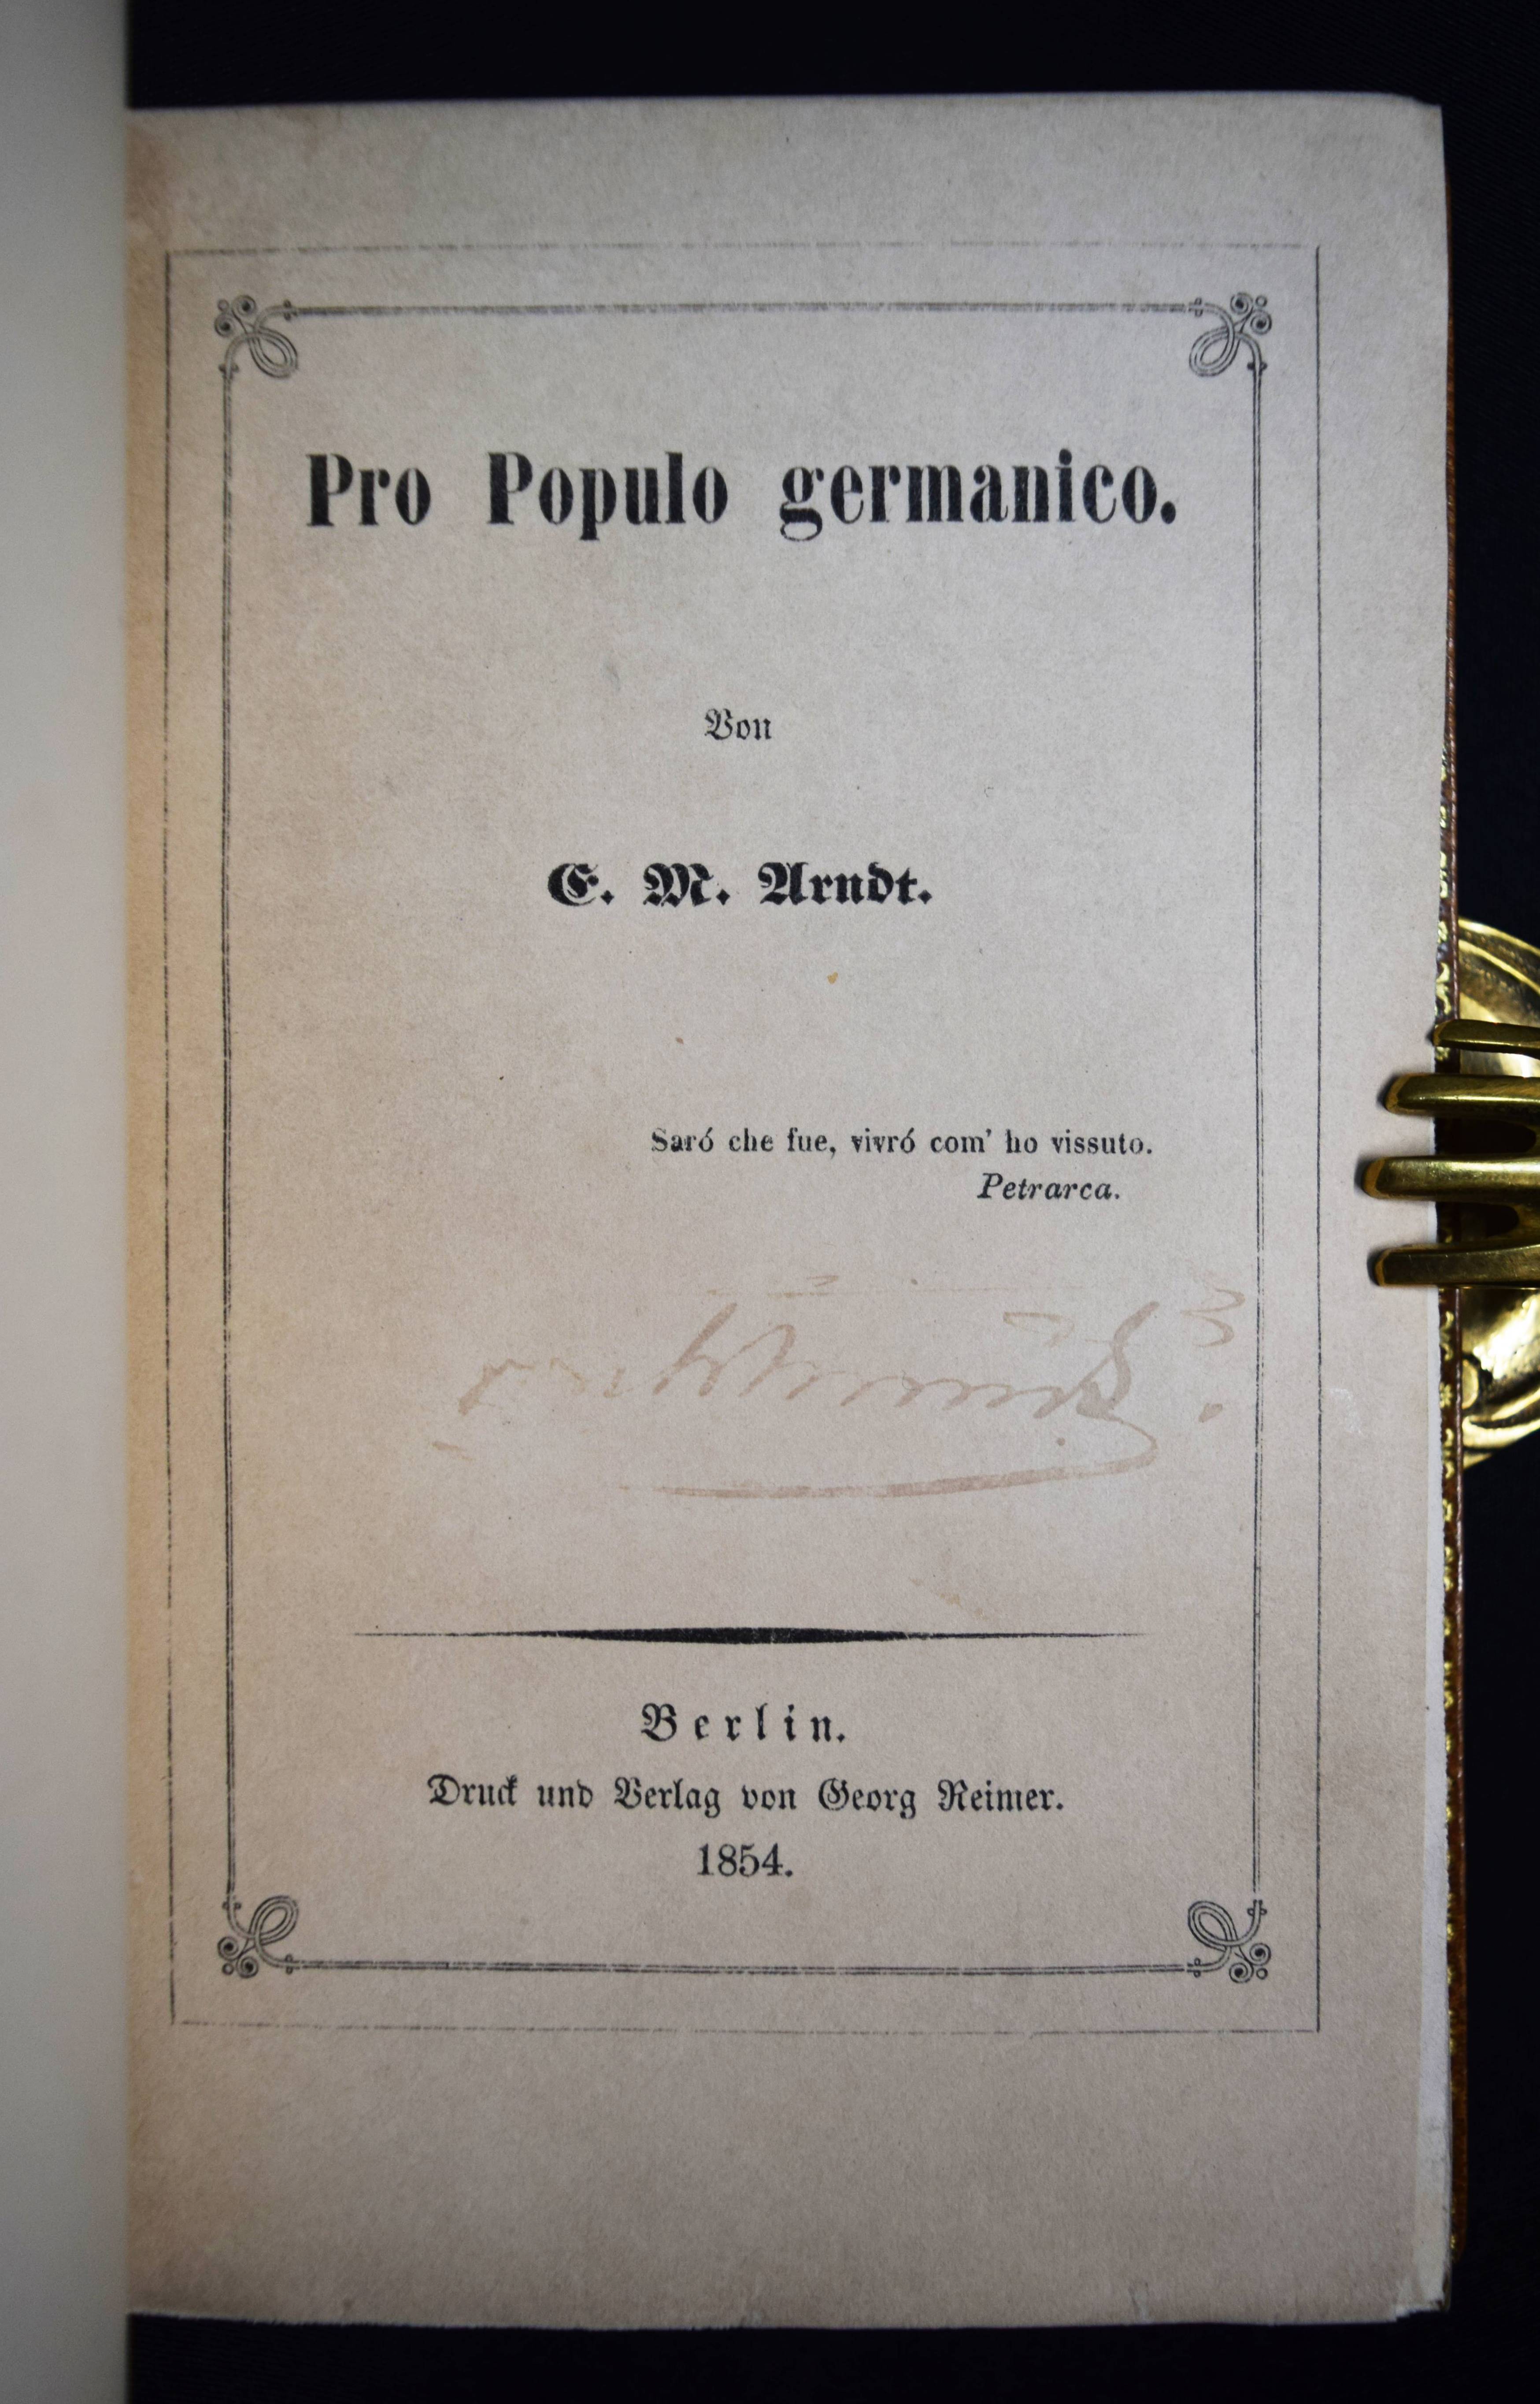 Pro Populo germanico.
Von
E. M. Arndt.
Saró che fue, vivró com' ho vissuto.
Petrarca.
Berlin.
Druck und Verlag von Georg Reimer.
1854.